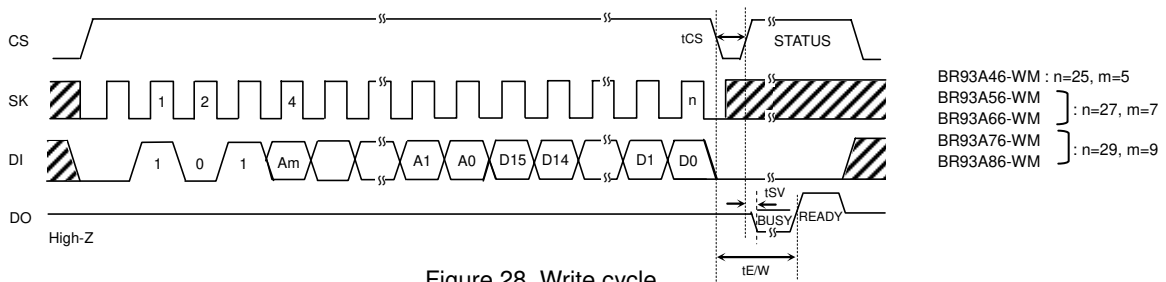 CS
tCS
STATUS
SK
1
2
4
n
BR93A46-WM : n=25, m=5
BR93A56-WM
BR93A66-WM
: n=27, m=7
BR93A76-WM
BR93A86-WM
: n=29, m=9
DI
1
0
1
Am
A1
A0
D15
D14
D1
D0
tSV
DO
BUSY
READY
High-Z
tE/W
Figure 28. Write cycle